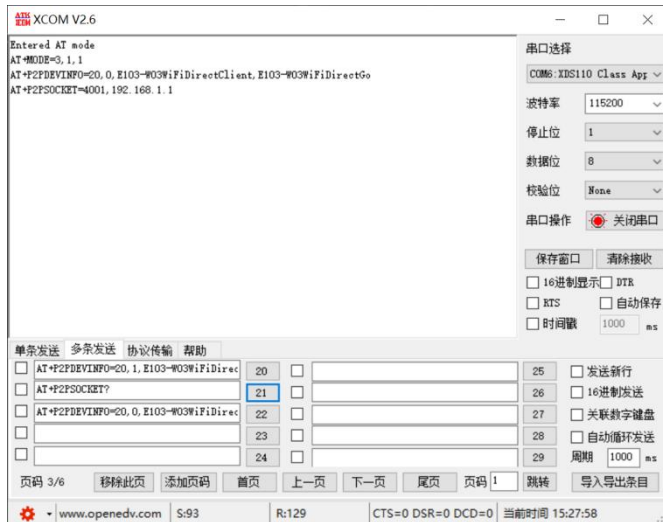 XCOM V2.6
Entered AT mode
AT+MODE=3,1,1
AT+P2PDEVINFO=20,0,E103-W03WiFiDirectClient,E103-W03WiFiDirectGo
AT+P2PSOCKET=4001,192.168.1.1
串口选择
COM6:XDS110 Class App
波特率 115200
停止位 1
数据位 8
校验位 None
串口操作 关闭串口
保存窗口 清除接收
16进制显示 DTR
RTS 自动保存
时间戳 1000 ms
单条发送 多条发送 协议传输 帮助
AT+P2PDEVINFO=20,1,E103-W03WiFiDirec 20 25 发送新行
AT+P2PSOCKET? 21 26 16进制发送
AT+P2PDEVINFO=20,0,E103-W03WiFiDirec 22 27 关联数字键盘
23 28 自动循环发送
24 29 周期 1000 ms
页码 3/6 移除此页 添加页码 首页 上一页 下一页 尾页 页码 1 跳转 导入导出条目
www.openedv.com S:93 R:129 CTS=0 DSR=0 DCD=0 当前时间 15:27:58